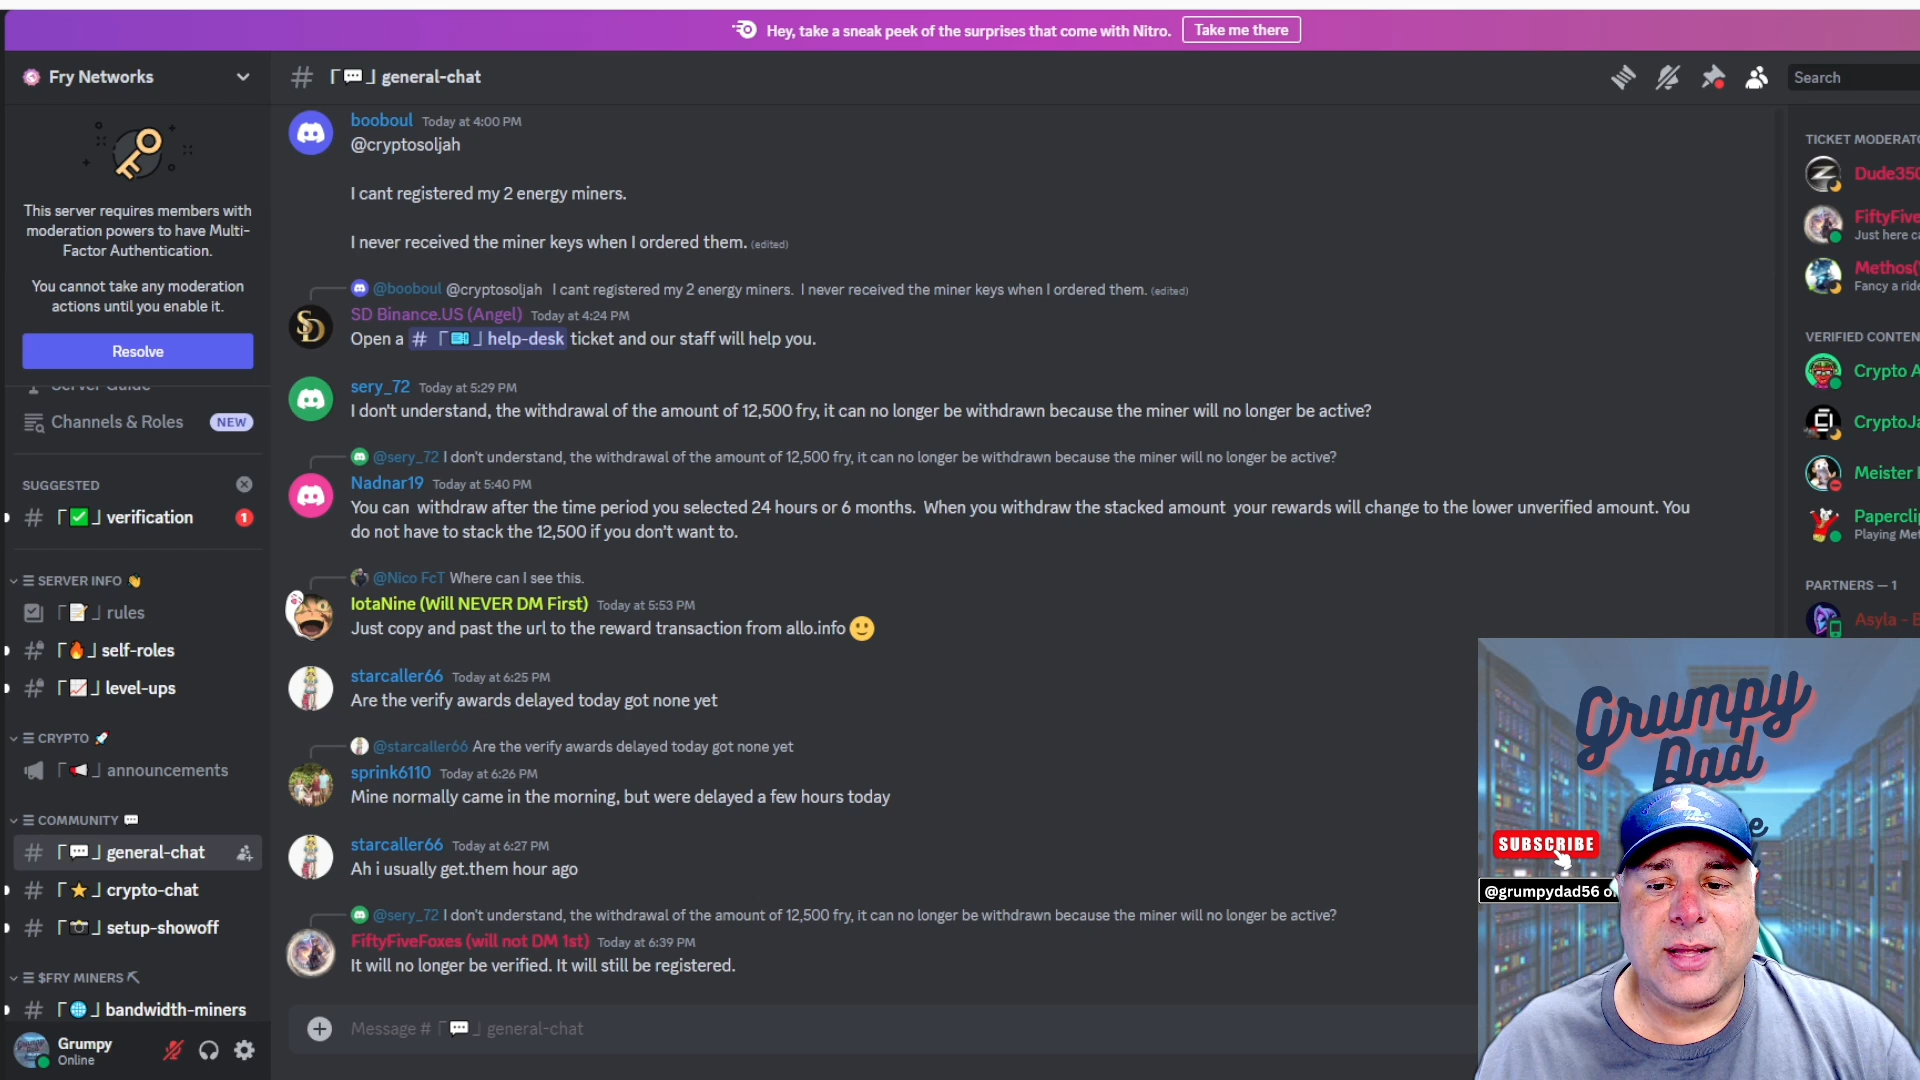 Hey, take a sneak peek of the surprises that come with Nitro. Take me there
Fry Networks
# 「💬」general-chat
Search
This server requires members with
moderation powers to have Multi-
Factor Authentication.
You cannot take any moderation
actions until you enable it.
Resolve
Server Guide
Channels & Roles NEW
SUGGESTED
# 「✅」verification 1
SERVER INFO 👋
「📝」rules
# 「🔥」self-roles
# 「📈」level-ups
CRYPTO 🚀
「📢」announcements
COMMUNITY 💬
# 「💬」general-chat
# 「⭐」crypto-chat
# 「📷」setup-showoff
$FRY MINERS ⛏
# 「🌐」bandwidth-miners
Grumpy
Online
booboul Today at 4:00 PM
@cryptosoljah
I cant registered my 2 energy miners.
I never received the miner keys when I ordered them. (edited)
@booboul @cryptosoljah I cant registered my 2 energy miners. I never received the miner keys when I ordered them. (edited)
SD Binance.US (Angel) Today at 4:24 PM
Open a # 「🎟」help-desk ticket and our staff will help you.
sery_72 Today at 5:29 PM
I don't understand, the withdrawal of the amount of 12,500 fry, it can no longer be withdrawn because the miner will no longer be active?
@sery_72 I don't understand, the withdrawal of the amount of 12,500 fry, it can no longer be withdrawn because the miner will no longer be active?
Nadnar19 Today at 5:40 PM
You can withdraw after the time period you selected 24 hours or 6 months. When you withdraw the stacked amount your rewards will change to the lower unverified amount. You
do not have to stack the 12,500 if you don't want to.
@Nico FcT Where can I see this.
IotaNine (Will NEVER DM First) Today at 5:53 PM
Just copy and past the url to the reward transaction from allo.info 🙂
starcaller66 Today at 6:25 PM
Are the verify awards delayed today got none yet
@starcaller66 Are the verify awards delayed today got none yet
sprink6110 Today at 6:26 PM
Mine normally came in the morning, but were delayed a few hours today
starcaller66 Today at 6:27 PM
Ah i usually get.them hour ago
@sery_72 I don't understand, the withdrawal of the amount of 12,500 fry, it can no longer be withdrawn because the miner will no longer be active?
FiftyFiveFoxes (will not DM 1st) Today at 6:39 PM
It will no longer be verified. It will still be registered.
Message # 「💬」general-chat
TICKET MODERATO
Dude350
FiftyFive
Just here ca
Methos(
Fancy a ride
VERIFIED CONTEN
Crypto A
CryptoJa
Meister
Paperclip
Playing Met
PARTNERS — 1
Asyla -
Grumpy
Dad
SUBSCRIBE
@grumpydad56 o